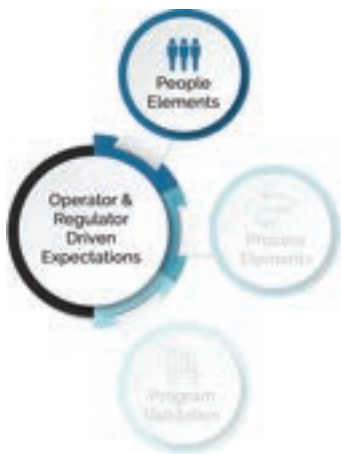 People
Elements
Operator &
Regulator
Driven
Expectations
Process
Elements
Program
Validation